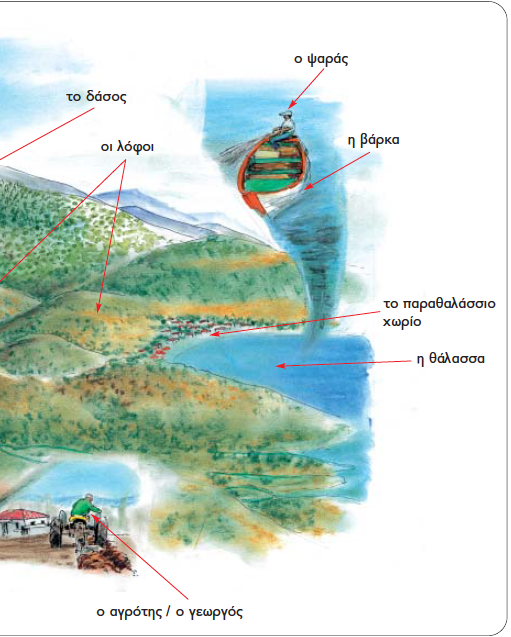 ο ψαράς
το δάσος
η βάρκα
οι λόφοι
το παραθαλάσσιο
χωρίο
η θάλασσα
ο αγρότης / ο γεωργός